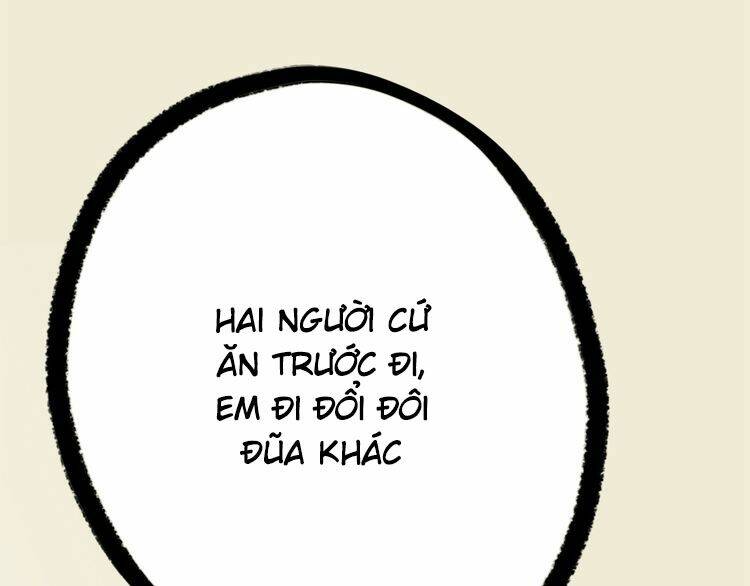 HAI NGƯỜI CỨ
ĂN TRƯỚC ĐI,
EM ĐI ĐỔI ĐÔI
ĐŨA KHÁC